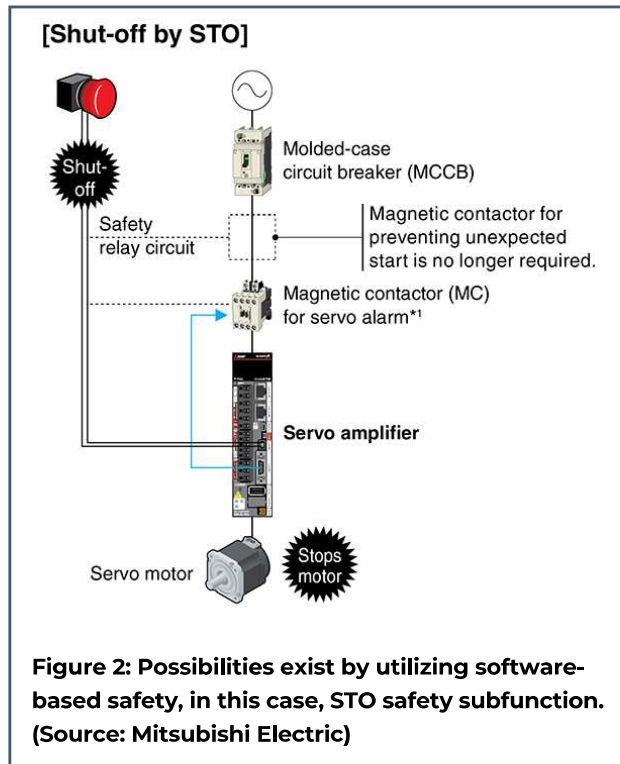 [Shut-off by STO]
Shut-
off
Molded-case
circuit breaker (MCCB)
Safety
relay circuit
Magnetic contactor for
preventing unexpected
start is no longer required.
Magnetic contactor (MC)
for servo alarm*1
Servo amplifier
Servo motor
Stops
motor
Figure 2: Possibilities exist by utilizing software-
based safety, in this case, STO safety subfunction.
(Source: Mitsubishi Electric)